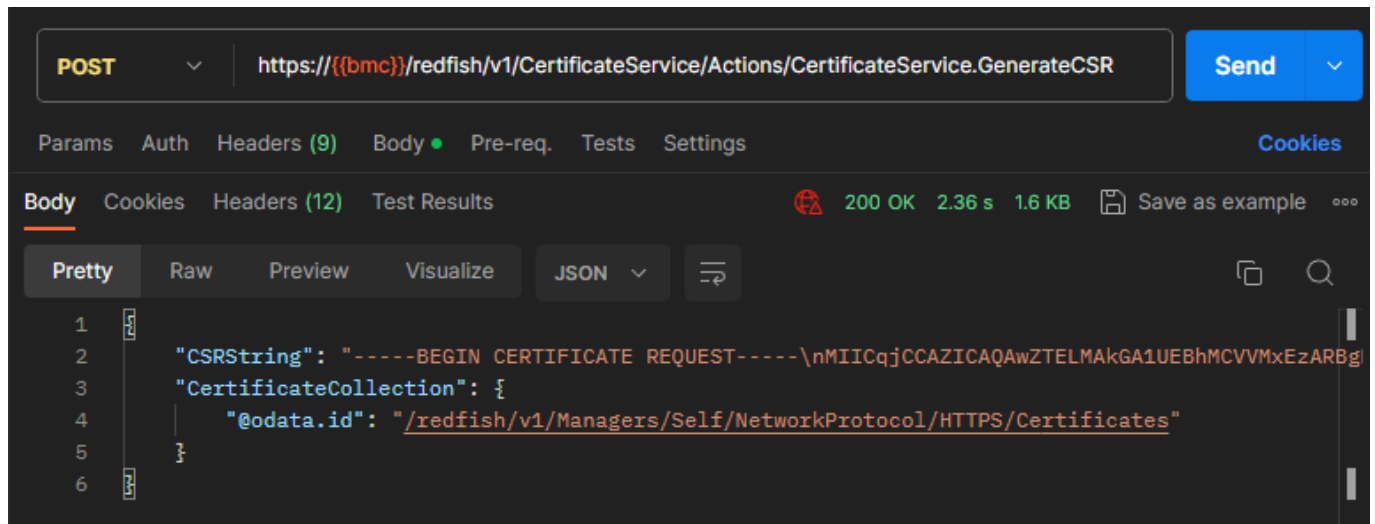 POST https://{{bmc}}/redfish/v1/CertificateService/Actions/CertificateService.GenerateCSR Send
Params Auth Headers (9) Body Pre-req. Tests Settings Cookies
Body Cookies Headers (12) Test Results 200 OK 2.36 s 1.6 KB Save as example
Pretty Raw Preview Visualize JSON
1 {
2 "CSRString": "-----BEGIN CERTIFICATE REQUEST-----\nMIICqjCCAZICAQAwZTELMAkGA1UEBhMCVVMxEzARBg
3 "CertificateCollection": {
4 "@odata.id": "/redfish/v1/Managers/Self/NetworkProtocol/HTTPS/Certificates"
5 }
6 }